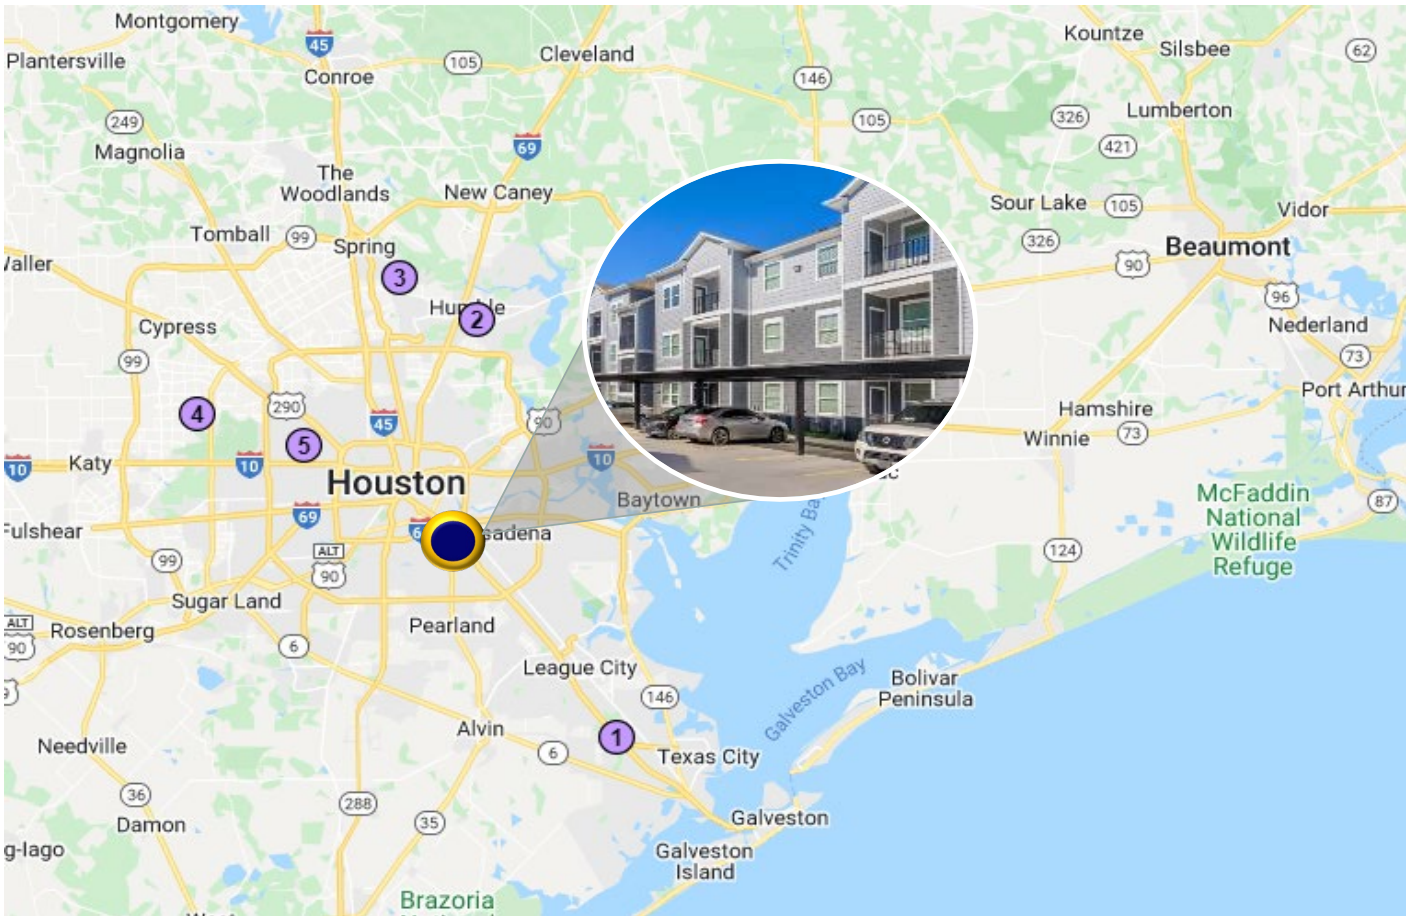 Montgomery
Plantersville
45
Conroe
105
Cleveland
146
Kountze
Silsbee
62
249
Magnolia
69
105
326
Lumberton
421
The
Woodlands
New Caney
Sour Lake
105
Vidor
Tomball
99
Spring
326
Beaumont
90
3
96
Humble
2
Nederland
Cypress
99
73
Port Arthur
4
290
45
90
Hamshire
5
Winnie
73
10
Katy
10
10
Houston
Baytown
McFaddin
National
Wildlife
Refuge
87
Fulshear
69
Trinity Bay
99
ALT
90
124
Sugar Land
ALT
90
Rosenberg
Pearland
6
League City
146
Galveston Bay
Bolivar
Peninsula
Needville
Alvin
6
1
Texas City
36
288
Damon
35
Galveston
Galveston
Island
Brazoria